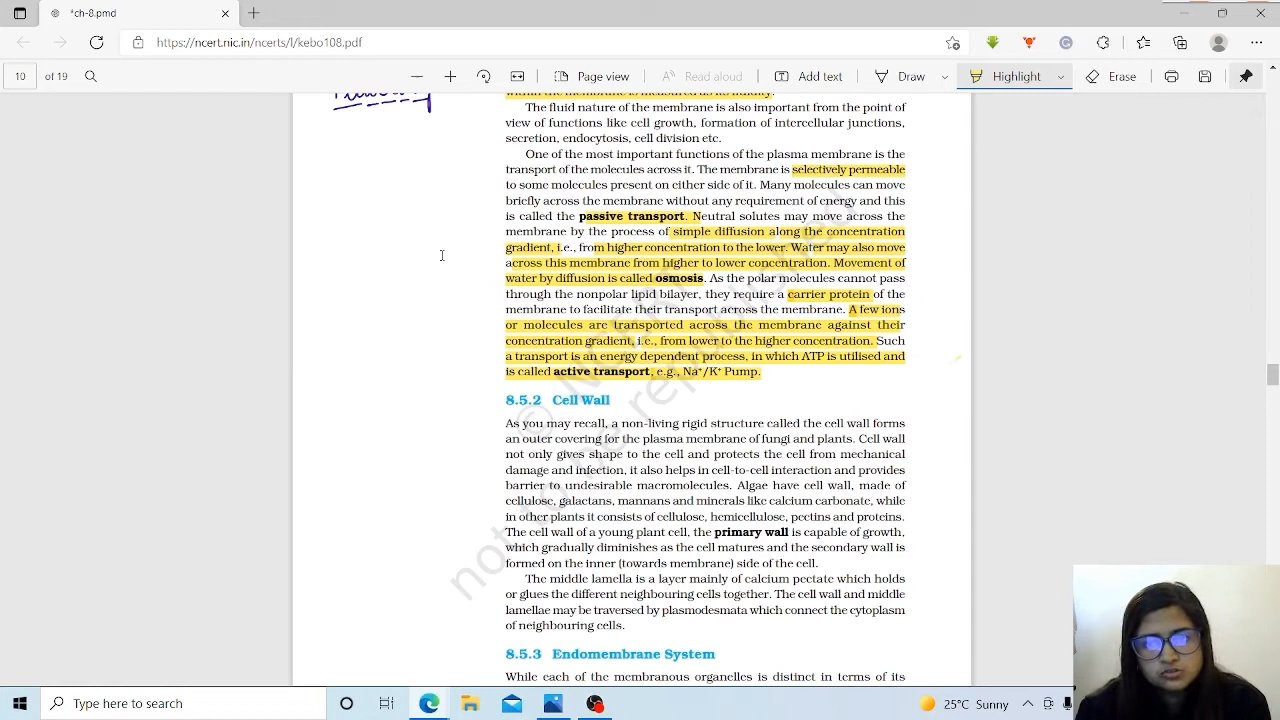 *ch-8.pmd
https://ncert.nic.in/ncerts/l/kebo108.pdf
10 of 19
Page view
Read aloud
Add text
Draw
Highlight
Erase
within the membrane is measured as its fluidity.
The fluid nature of the membrane is also important from the point of
view of functions like cell growth, formation of intercellular junctions,
secretion, endocytosis, cell division etc.
One of the most important functions of the plasma membrane is the
transport of the molecules across it. The membrane is selectively permeable
to some molecules present on either side of it. Many molecules can move
briefly across the membrane without any requirement of energy and this
is called the passive transport. Neutral solutes may move across the
membrane by the process of simple diffusion along the concentration
gradient, i.e., from higher concentration to the lower. Water may also move
across this membrane from higher to lower concentration. Movement of
water by diffusion is called osmosis. As the polar molecules cannot pass
through the nonpolar lipid bilayer, they require a carrier protein of the
membrane to facilitate their transport across the membrane. A few ions
or molecules are transported across the membrane against their
concentration gradient, i.e., from lower to the higher concentration. Such
a transport is an energy dependent process, in which ATP is utilised and
is called active transport, e.g., Na⁺/K⁺ Pump.
8.5.2 Cell Wall
As you may recall, a non-living rigid structure called the cell wall forms
an outer covering for the plasma membrane of fungi and plants. Cell wall
not only gives shape to the cell and protects the cell from mechanical
damage and infection, it also helps in cell-to-cell interaction and provides
barrier to undesirable macromolecules. Algae have cell wall, made of
cellulose, galactans, mannans and minerals like calcium carbonate, while
in other plants it consists of cellulose, hemicellulose, pectins and proteins.
The cell wall of a young plant cell, the primary wall is capable of growth,
which gradually diminishes as the cell matures and the secondary wall is
formed on the inner (towards membrane) side of the cell.
The middle lamella is a layer mainly of calcium pectate which holds
or glues the different neighbouring cells together. The cell wall and middle
lamellae may be traversed by plasmodesmata which connect the cytoplasm
of neighbouring cells.
8.5.3 Endomembrane System
While each of the membranous organelles is distinct in terms of its
© NCERT
not to be republished
Type here to search
25°C Sunny